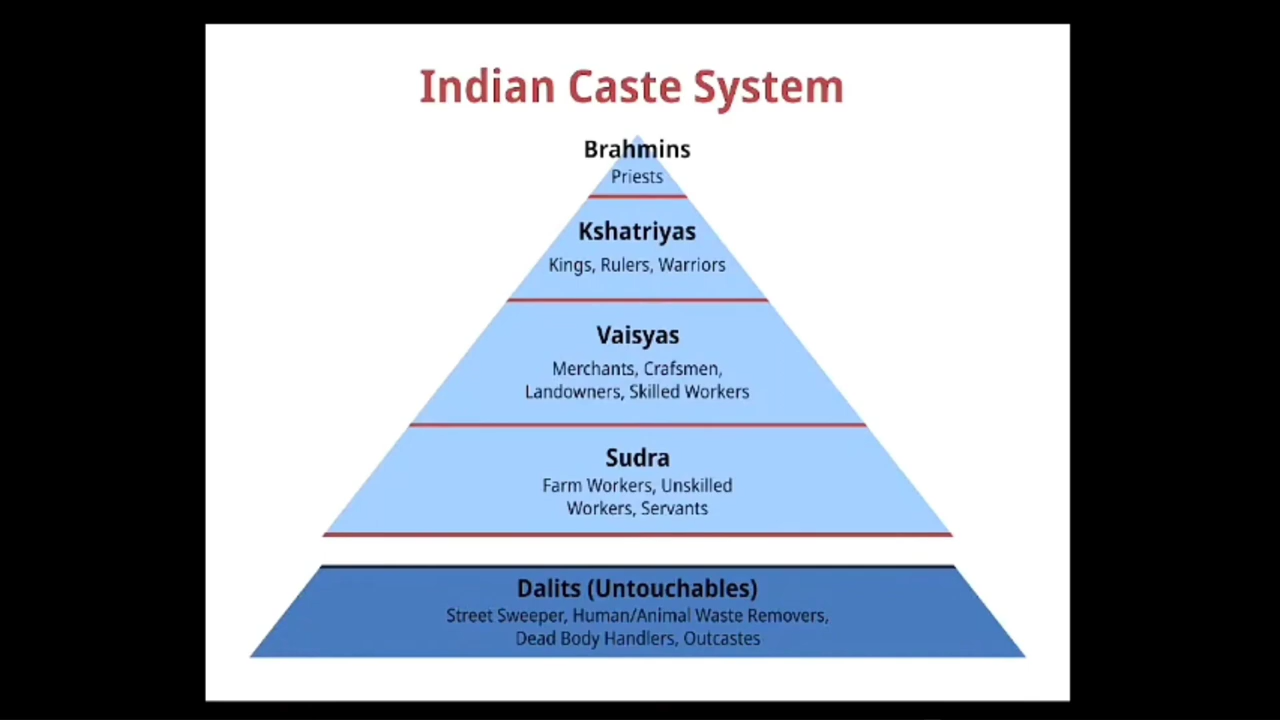 Indian Caste System
Brahmins
Priests
Kshatriyas
Kings, Rulers, Warriors
Vaisyas
Merchants, Crafsmen,
Landowners, Skilled Workers
Sudra
Farm Workers, Unskilled
Workers, Servants
Dalits (Untouchables)
Street Sweeper, Human/Animal Waste Removers,
Dead Body Handlers, Outcastes